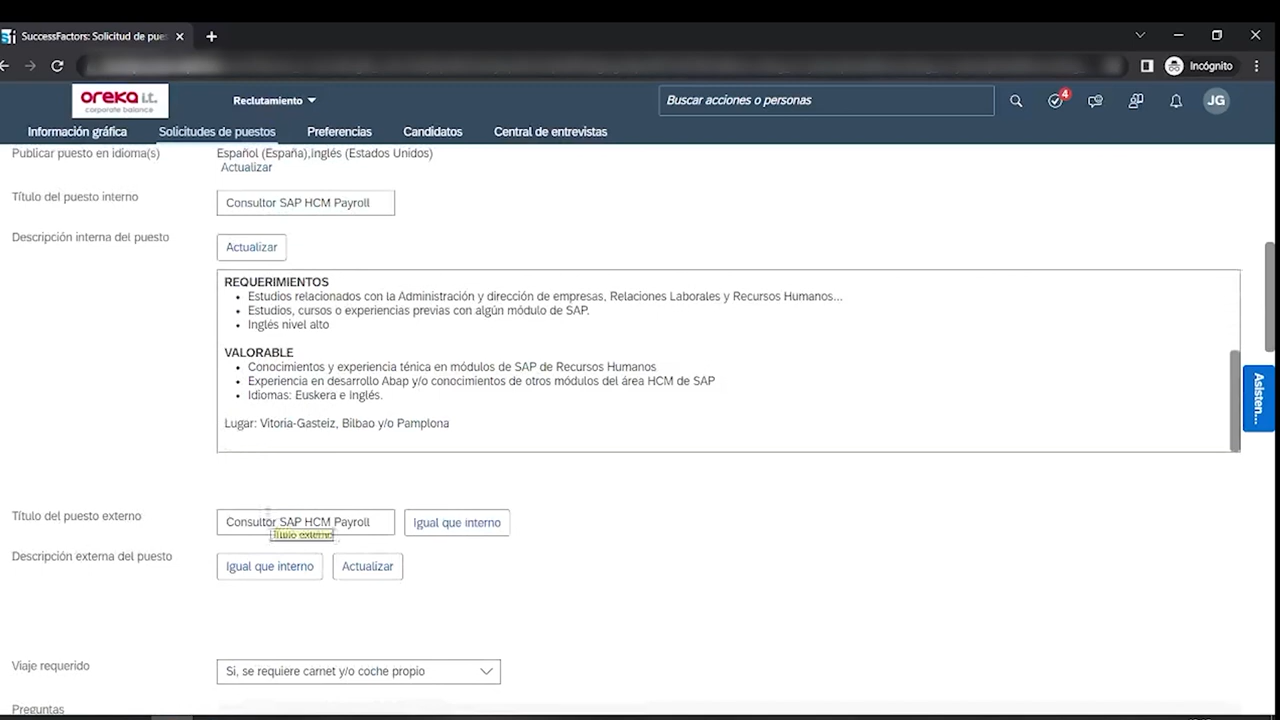 SuccessFactors: Solicitud de pue
Incógnito
oreka i.t.
corporate balance
Reclutamiento
Buscar acciones o personas
4
JG
Información gráfica
Solicitudes de puestos
Preferencias
Candidatos
Central de entrevistas
Publicar puesto en idioma(s)
Español (España),inglés (Estados Unidos)
Actualizar
Título del puesto interno
Consultor SAP HCM Payroll
Descripción interna del puesto
Actualizar
REQUERIMIENTOS
• Estudios relacionados con la Administración y dirección de empresas, Relaciones Laborales y Recursos Humanos...
• Estudios, cursos o experiencias previas con algún módulo de SAP.
• Inglés nivel alto
VALORABLE
• Conocimientos y experiencia ténica en módulos de SAP de Recursos Humanos
• Experiencia en desarrollo Abap y/o conocimientos de otros módulos del área HCM de SAP
• Idiomas: Euskera e Inglés.
Lugar: Vitoria-Gasteiz, Bilbao y/o Pamplona
Asisten...
Título del puesto externo
Consultor SAP HCM Payroll
Igual que interno
Título externo
Descripción externa del puesto
Igual que interno
Actualizar
Viaje requerido
Si, se requiere carnet y/o coche propio
Preguntas